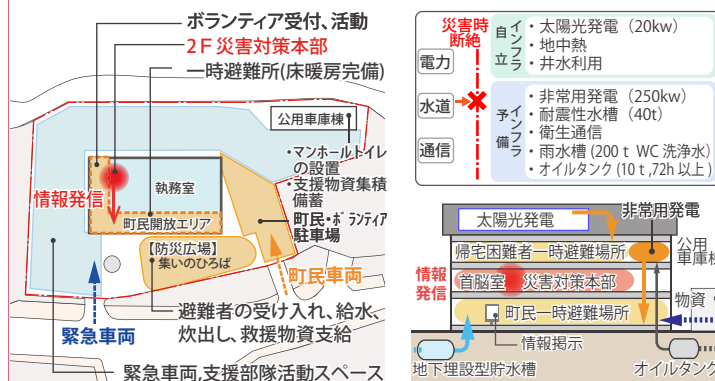 ボランティア受付、活動
2F 災害対策本部
一時避難所(床暖房完備)
公用車庫棟
・マンホールトイレ
の設置
・支援物資集積
備蓄
町民・ボランティア
駐車場
執務室
情報発信
町民開放エリア
【防災広場】
集いのひろば
町民車両
緊急車両
避難者の受け入れ、給水、
炊出し、救援物資支給
緊急車両,支援部隊活動スペース
災害時
断絶
電力
水道
通信
自立
インフラ
・太陽光発電（20kw）
・地中熱
・井水利用
予備
インフラ
・非常用発電（250kw）
・耐震性水槽（40t）
・衛生通信
・雨水槽 (200ｔ WC 洗浄水）
・オイルタンク (10ｔ,72h 以上 )
太陽光発電
非常用発電
帰宅困難者一時避難場所
公用
車庫棟
情報
発信
首脳室
災害対策本部
町民一時避難場所
物資・
情報掲示
地下埋設型貯水槽
オイルタンク